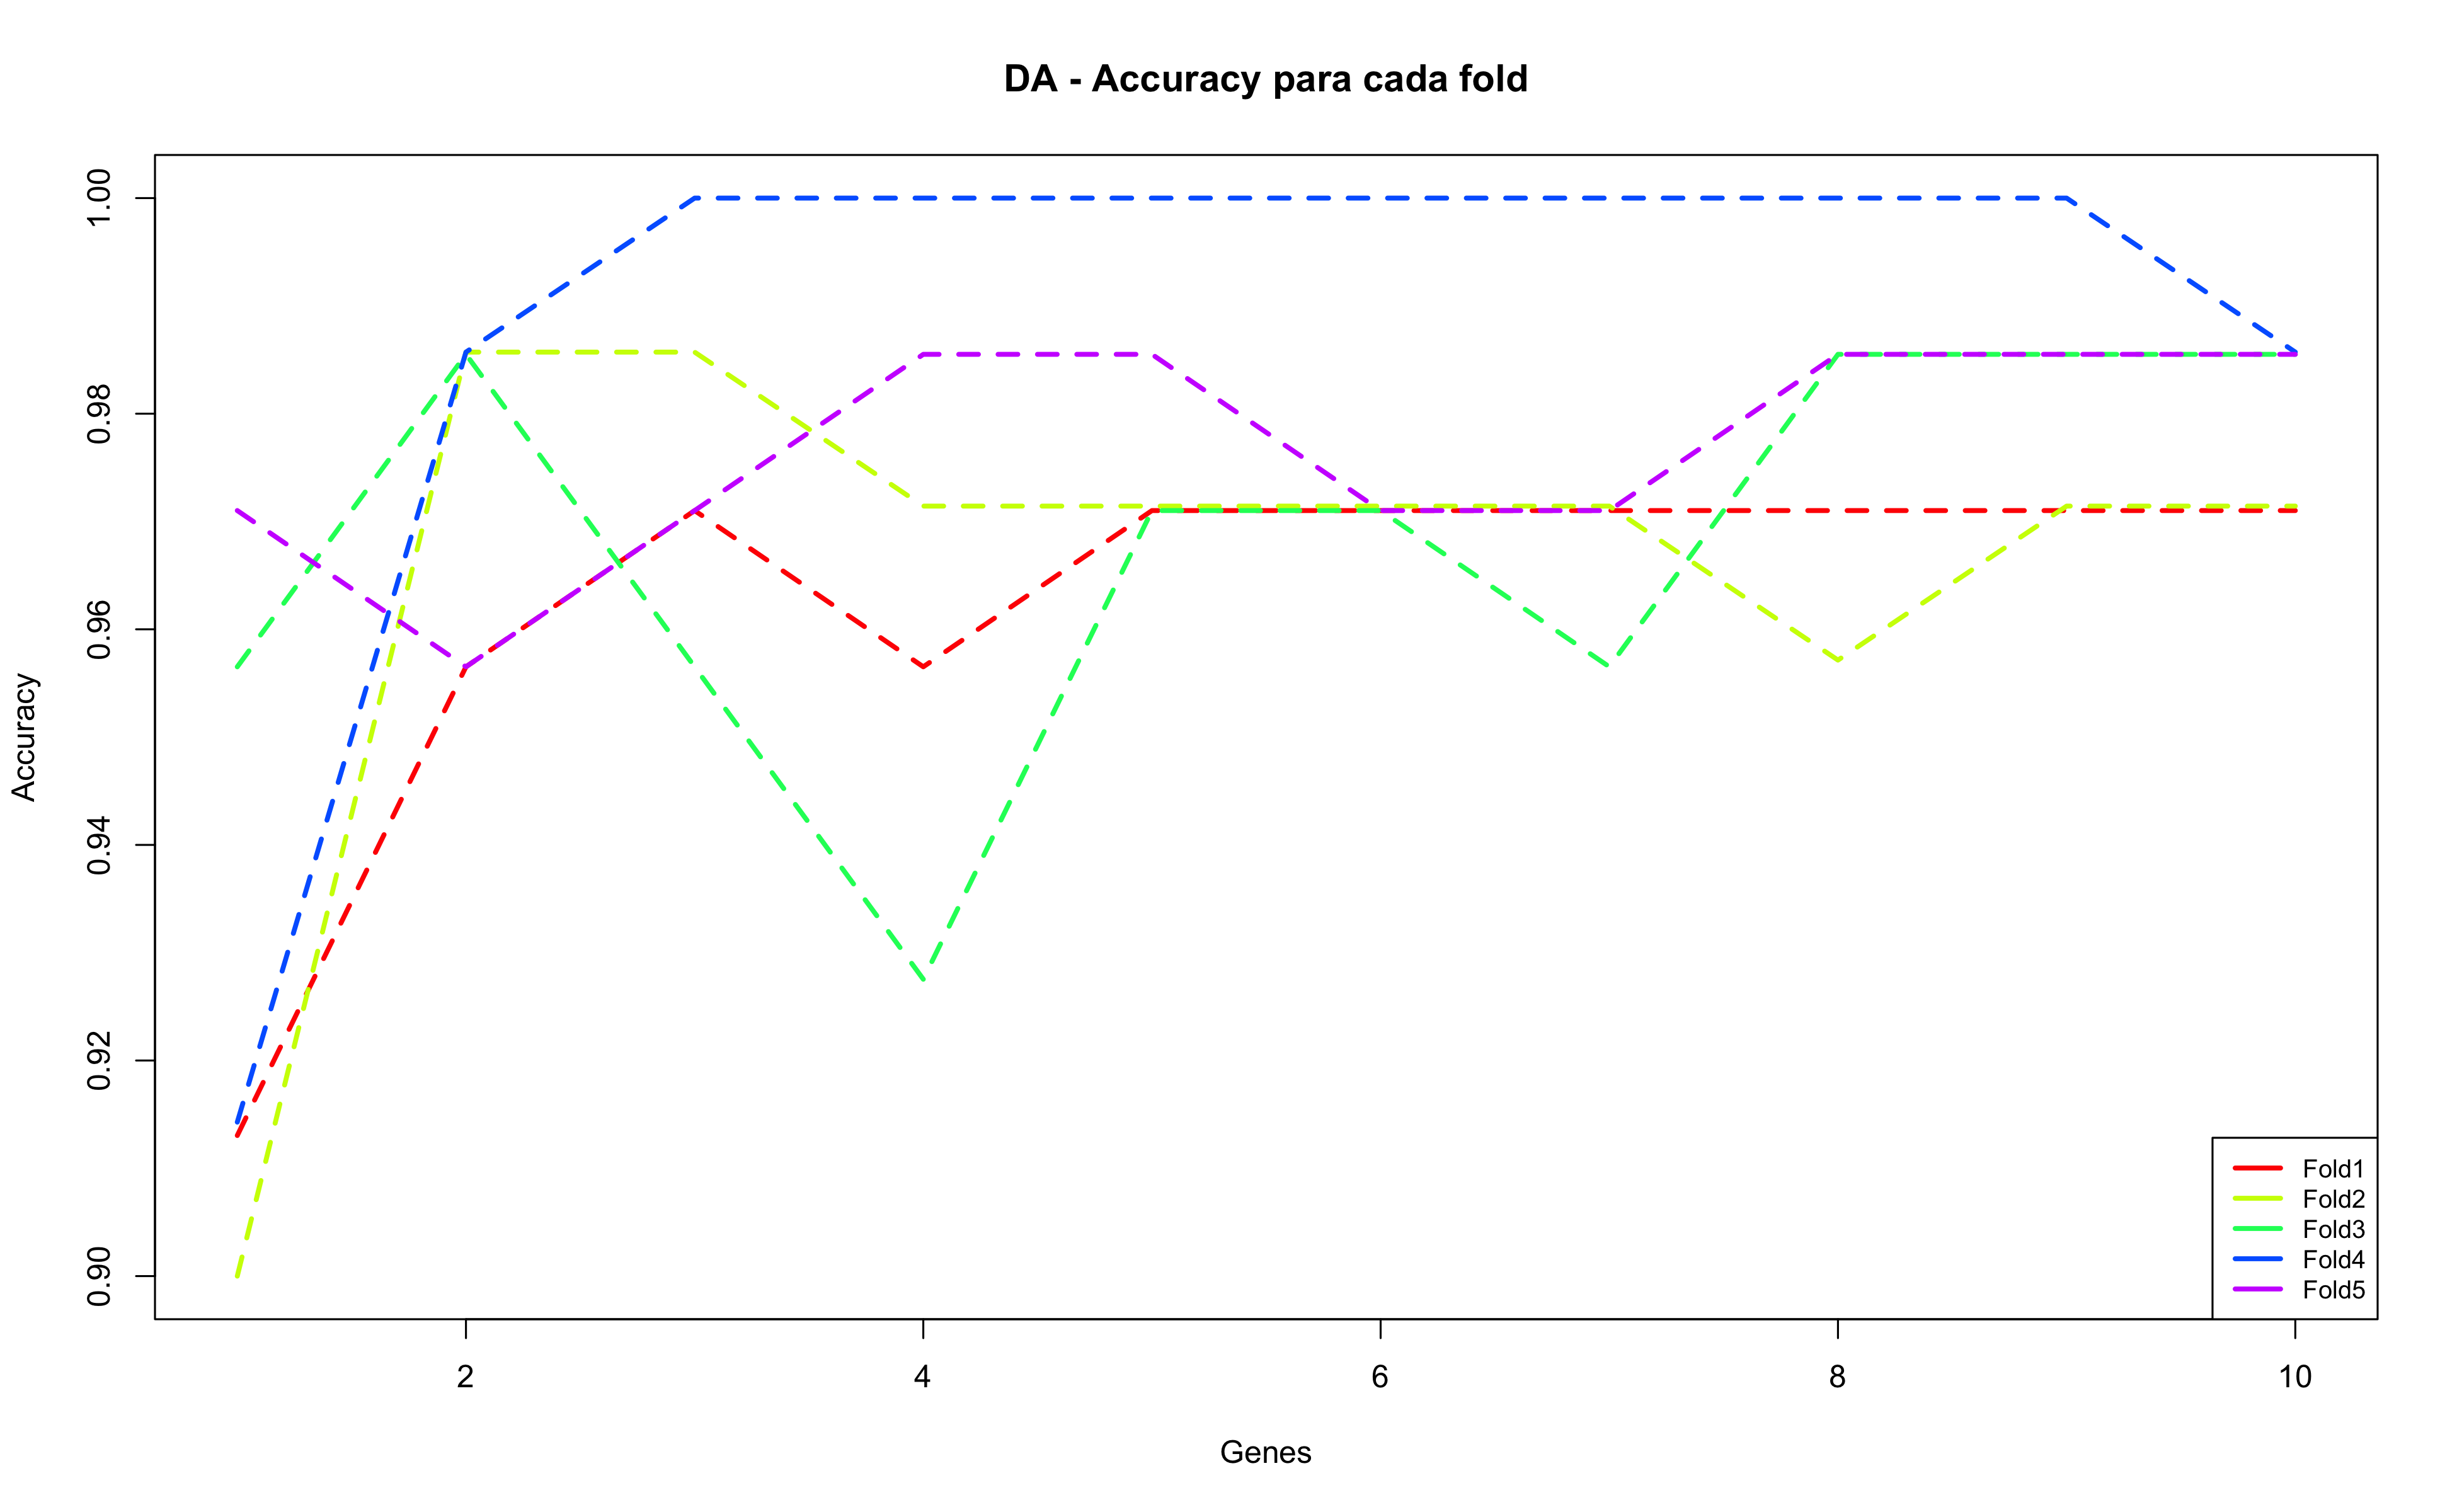 DA - Accuracy para cada fold
Accuracy
1.00
0.98
0.96
0.94
0.92
0.90
2 4 6 8 10
Genes
Fold1
Fold2
Fold3
Fold4
Fold5